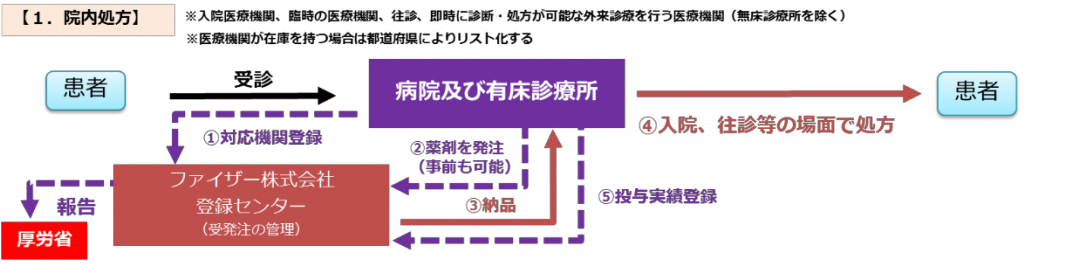 【１．院内処方】
※入院医療機関、臨時の医療機関、往診、即時に診断・処方が可能な外来診療を行う医療機関（無床診療所を除く）
※医療機関が在庫を持つ場合は都道府県によりリスト化する
患者
受診
病院及び有床診療所
患者
④入院、往診等の場面で処方
①対応機関登録
②薬剤を発注
（事前も可能）
ファイザー株式会社
登録センター
（受発注の管理）
③納品
⑤投与実績登録
報告
厚労省